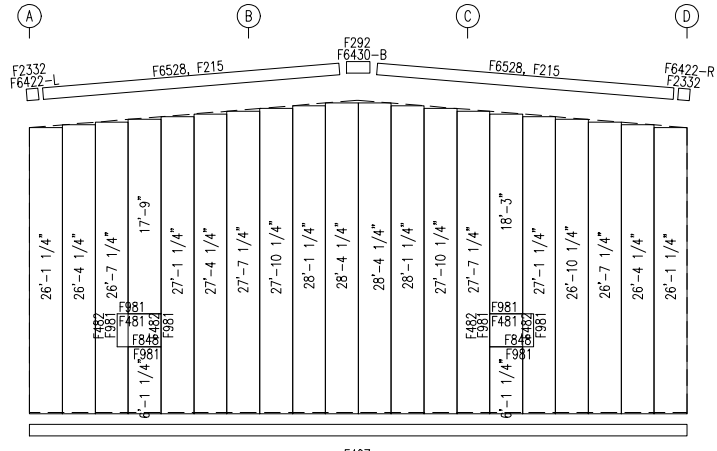 A B C D
F292
F6430-B
F2332
F6422-L
F6528, F215
F6528, F215
F6422-R
F2332
26'-1 1/4"
26'-4 1/4"
26'-7 1/4"
17'-9"
27'-1 1/4"
27'-4 1/4"
27'-7 1/4"
27'-10 1/4"
28'-1 1/4"
28'-4 1/4"
28'-4 1/4"
28'-1 1/4"
27'-10 1/4"
27'-7 1/4"
18'-3"
27'-1 1/4"
26'-10 1/4"
26'-7 1/4"
26'-4 1/4"
26'-1 1/4"
F981
F482
F981
F481
F482
F981
F848
F981
6'-1 1/4"
F981
F482
F981
F481
F482
F981
F848
F981
6'-1 1/4"